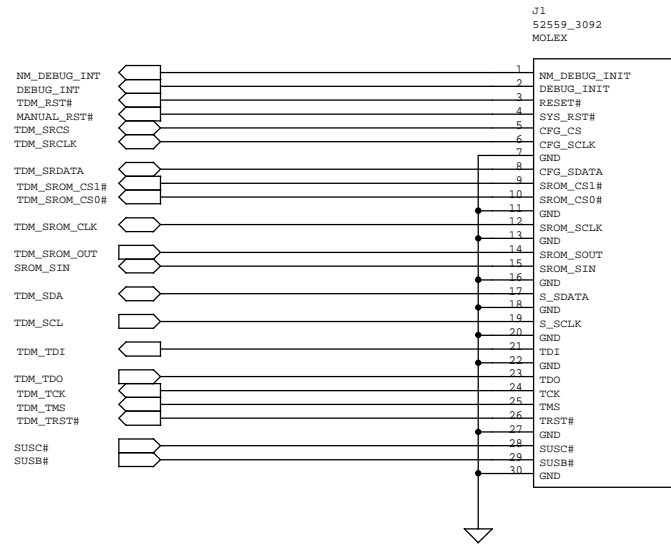 J1
52559_3092
MOLEX
NM_DEBUG_INT 1 NM_DEBUG_INIT
DEBUG_INT 2 DEBUG_INIT
TDM_RST# 3 RESET#
MANUAL_RST# 4 SYS_RST#
TDM_SRCS 5 CFG_CS
TDM_SRCLK 6 CFG_SCLK
7 GND
TDM_SRDATA 8 CFG_SDATA
TDM_SROM_CS1# 9 SROM_CS1#
TDM_SROM_CS0# 10 SROM_CS0#
11 GND
TDM_SROM_CLK 12 SROM_SCLK
13 GND
TDM_SROM_OUT 14 SROM_SOUT
SROM_SIN 15 SROM_SIN
16 GND
TDM_SDA 17 S_SDATA
18 GND
TDM_SCL 19 S_SCLK
20 GND
TDM_TDI 21 TDI
22 GND
TDM_TDO 23 TDO
TDM_TCK 24 TCK
TDM_TMS 25 TMS
TDM_TRST# 26 TRST#
27 GND
SUSC# 28 SUSC#
SUSB# 29 SUSB#
30 GND